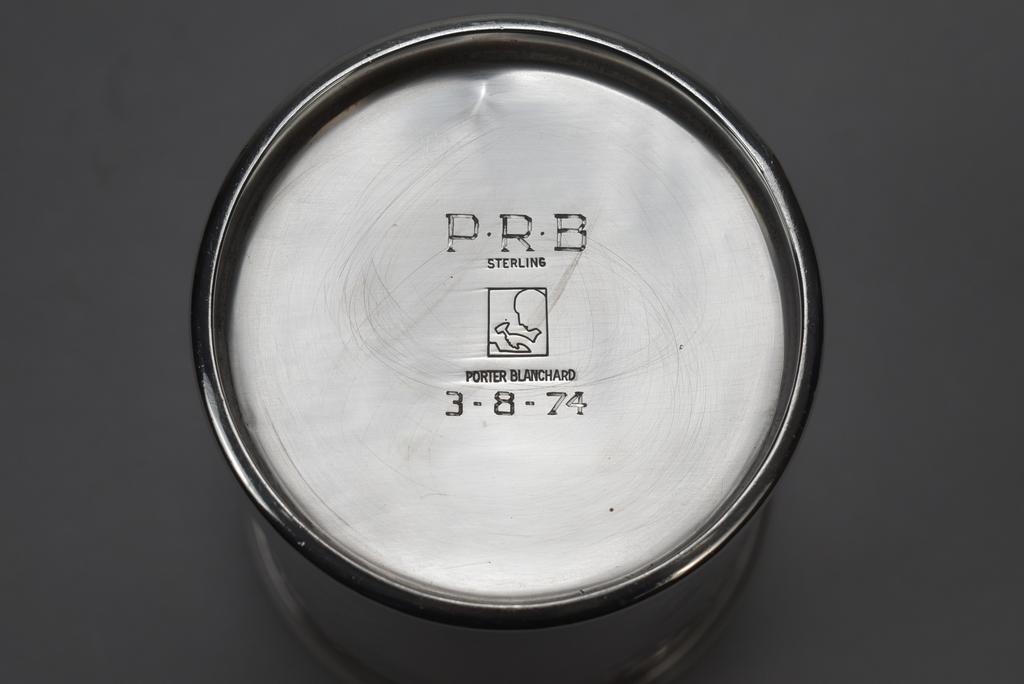 P·R·B
STERLING
PORTER BLANCHARD
3-8-74